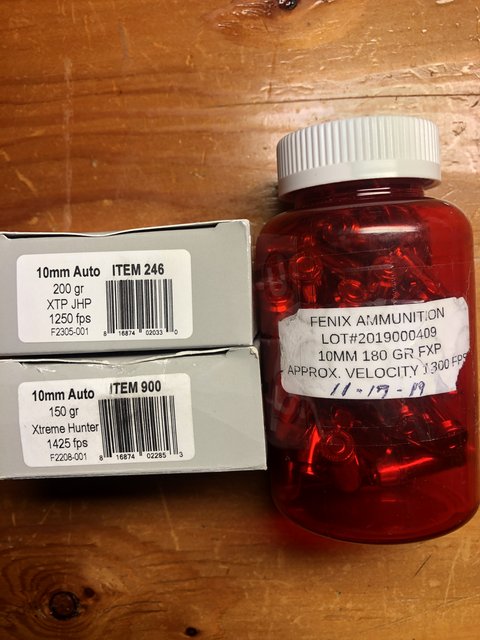 10mm Auto ITEM 246
200 gr
XTP JHP
1250 fps
F2305-001
8 16874 02033 0
10mm Auto ITEM 900
150 gr
Xtreme Hunter
1425 fps
F2208-001
8 16874 02285 3
FENIX AMMUNITION
LOT#2019000409
10MM 180 GR FXP
APPROX. VELOCITY 1300 FPS
11-19-19